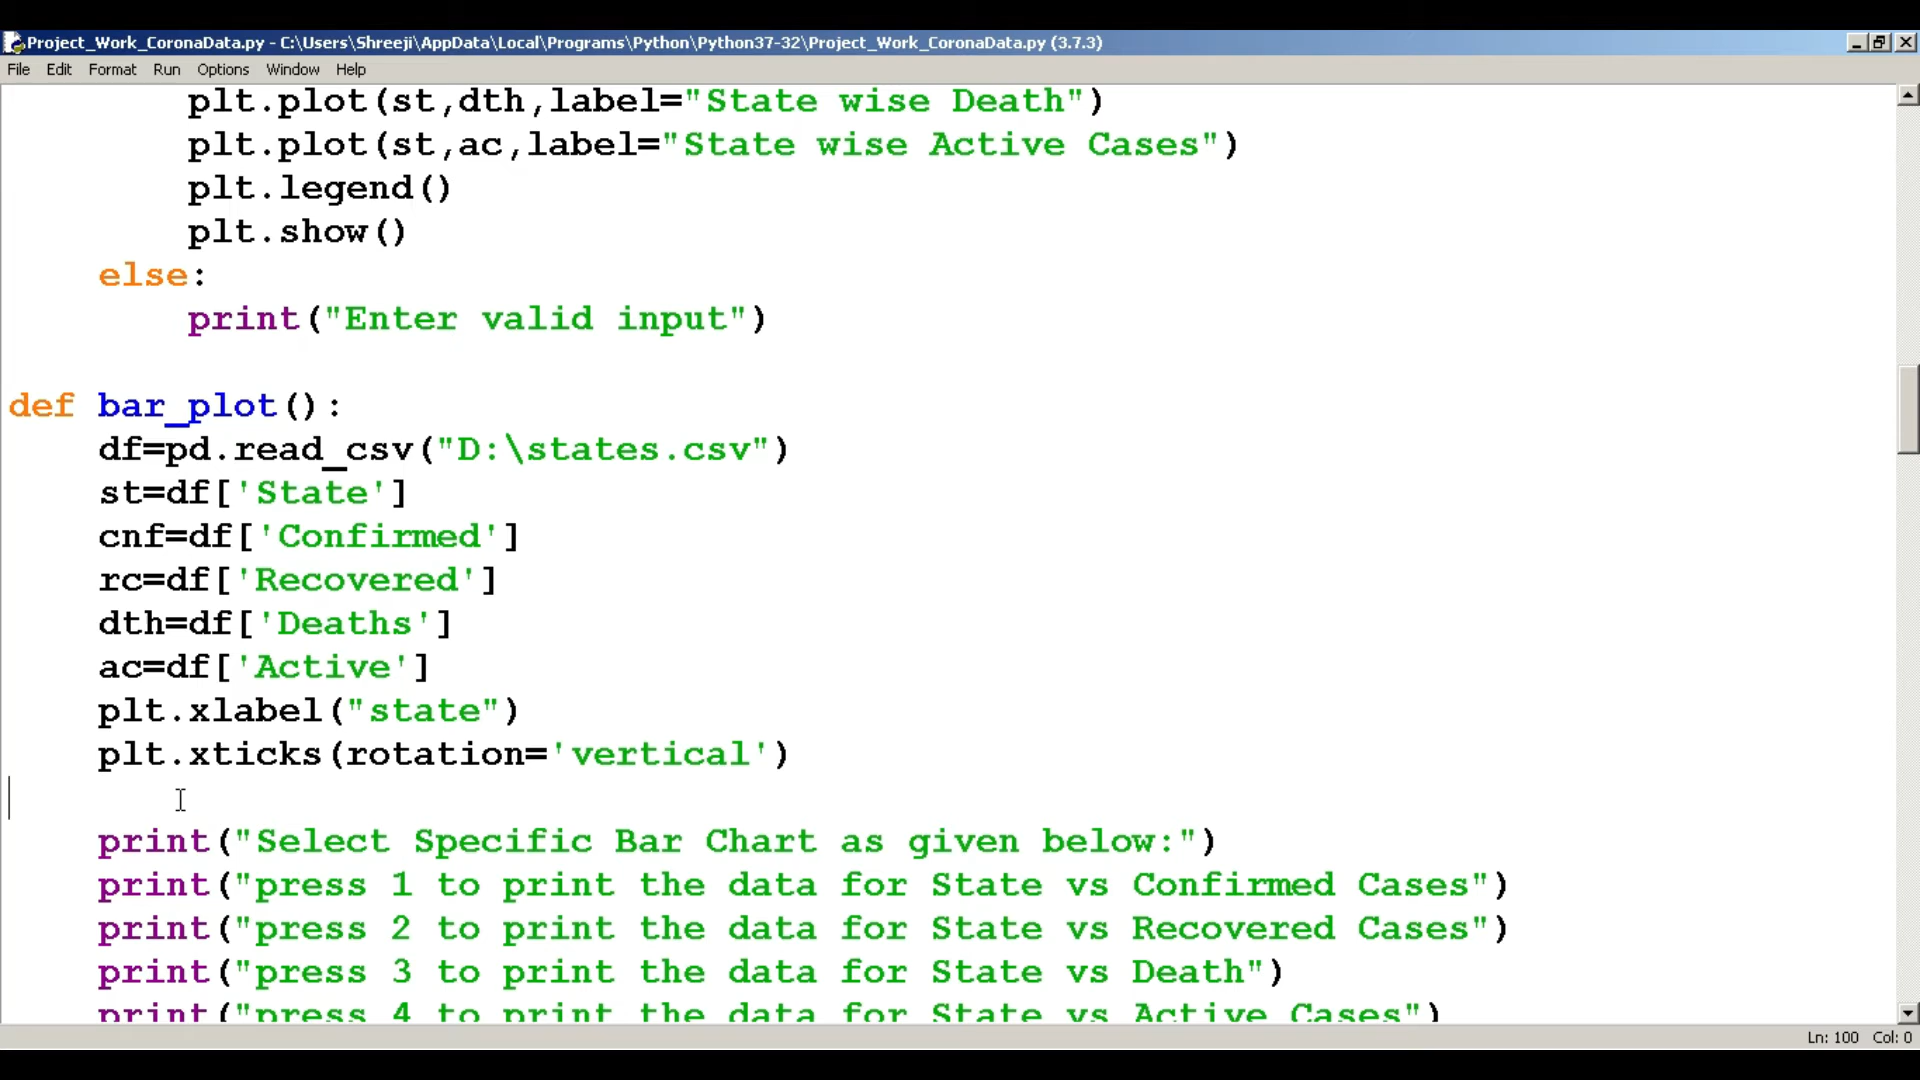 Project_Work_CoronaData.py - C:\Users\Shreeji\AppData\Local\Programs\Python\Python37-32\Project_Work_CoronaData.py (3.7.3)
File Edit Format Run Options Window Help
        plt.plot(st,dth,label="State wise Death")
        plt.plot(st,ac,label="State wise Active Cases")
        plt.legend()
        plt.show()
    else:
        print("Enter valid input")
def bar_plot():
    df=pd.read_csv("D:\states.csv")
    st=df['State']
    cnf=df['Confirmed']
    rc=df['Recovered']
    dth=df['Deaths']
    ac=df['Active']
    plt.xlabel("state")
    plt.xticks(rotation='vertical')
    print("Select Specific Bar Chart as given below:")
    print("press 1 to print the data for State vs Confirmed Cases")
    print("press 2 to print the data for State vs Recovered Cases")
    print("press 3 to print the data for State vs Death")
    print("press 4 to print the data for State vs Active Cases")
Ln: 100 Col: 0